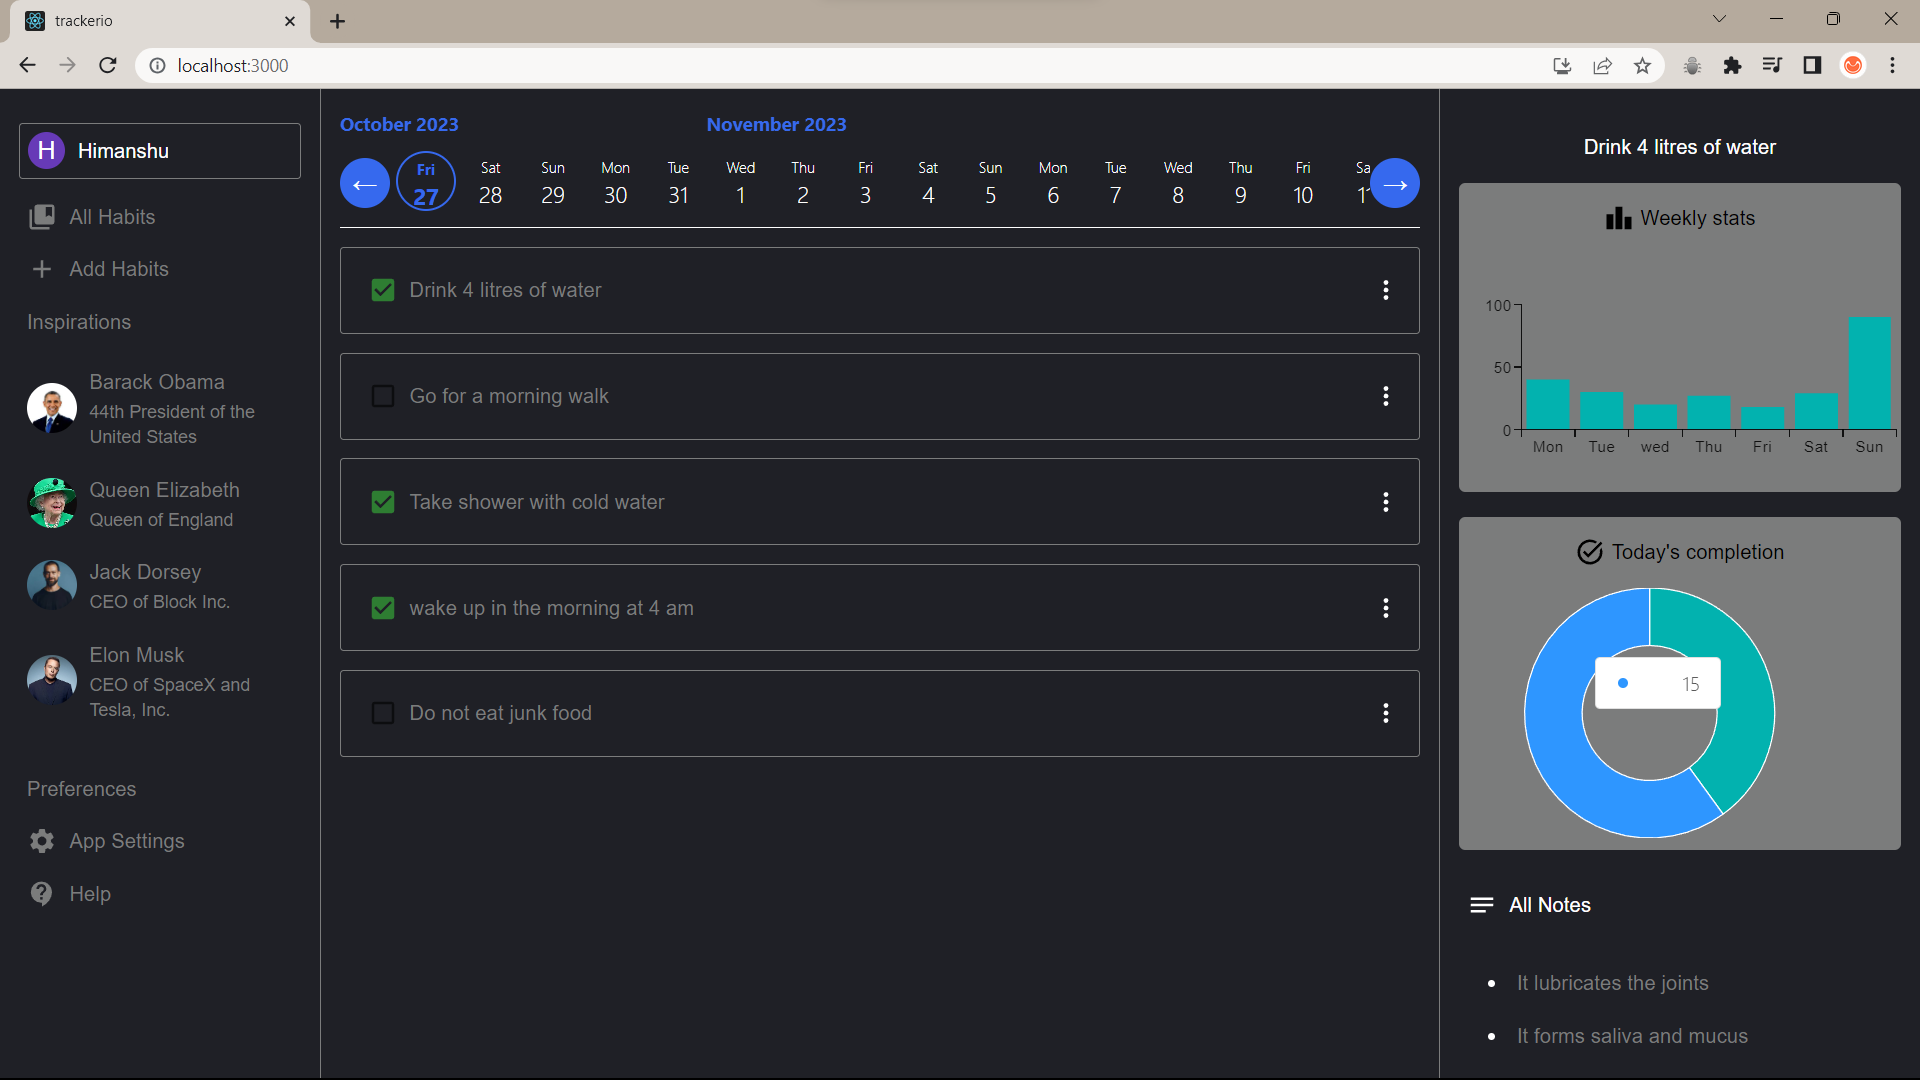 trackerio
localhost:3000
H Himanshu
All Habits
Add Habits
Inspirations
Barack Obama
44th President of the
United States
Queen Elizabeth
Queen of England
Jack Dorsey
CEO of Block Inc.
Elon Musk
CEO of SpaceX and
Tesla, Inc.
Preferences
App Settings
Help
October 2023 November 2023
Fri Sat Sun Mon Tue Wed Thu Fri Sat Sun Mon Tue Wed Thu Fri Sa
27 28 29 30 31 1 2 3 4 5 6 7 8 9 10 11
Drink 4 litres of water
Go for a morning walk
Take shower with cold water
wake up in the morning at 4 am
Do not eat junk food
Drink 4 litres of water
Weekly stats
100
50
0
Mon Tue wed Thu Fri Sat Sun
Today's completion
15
All Notes
It lubricates the joints
It forms saliva and mucus